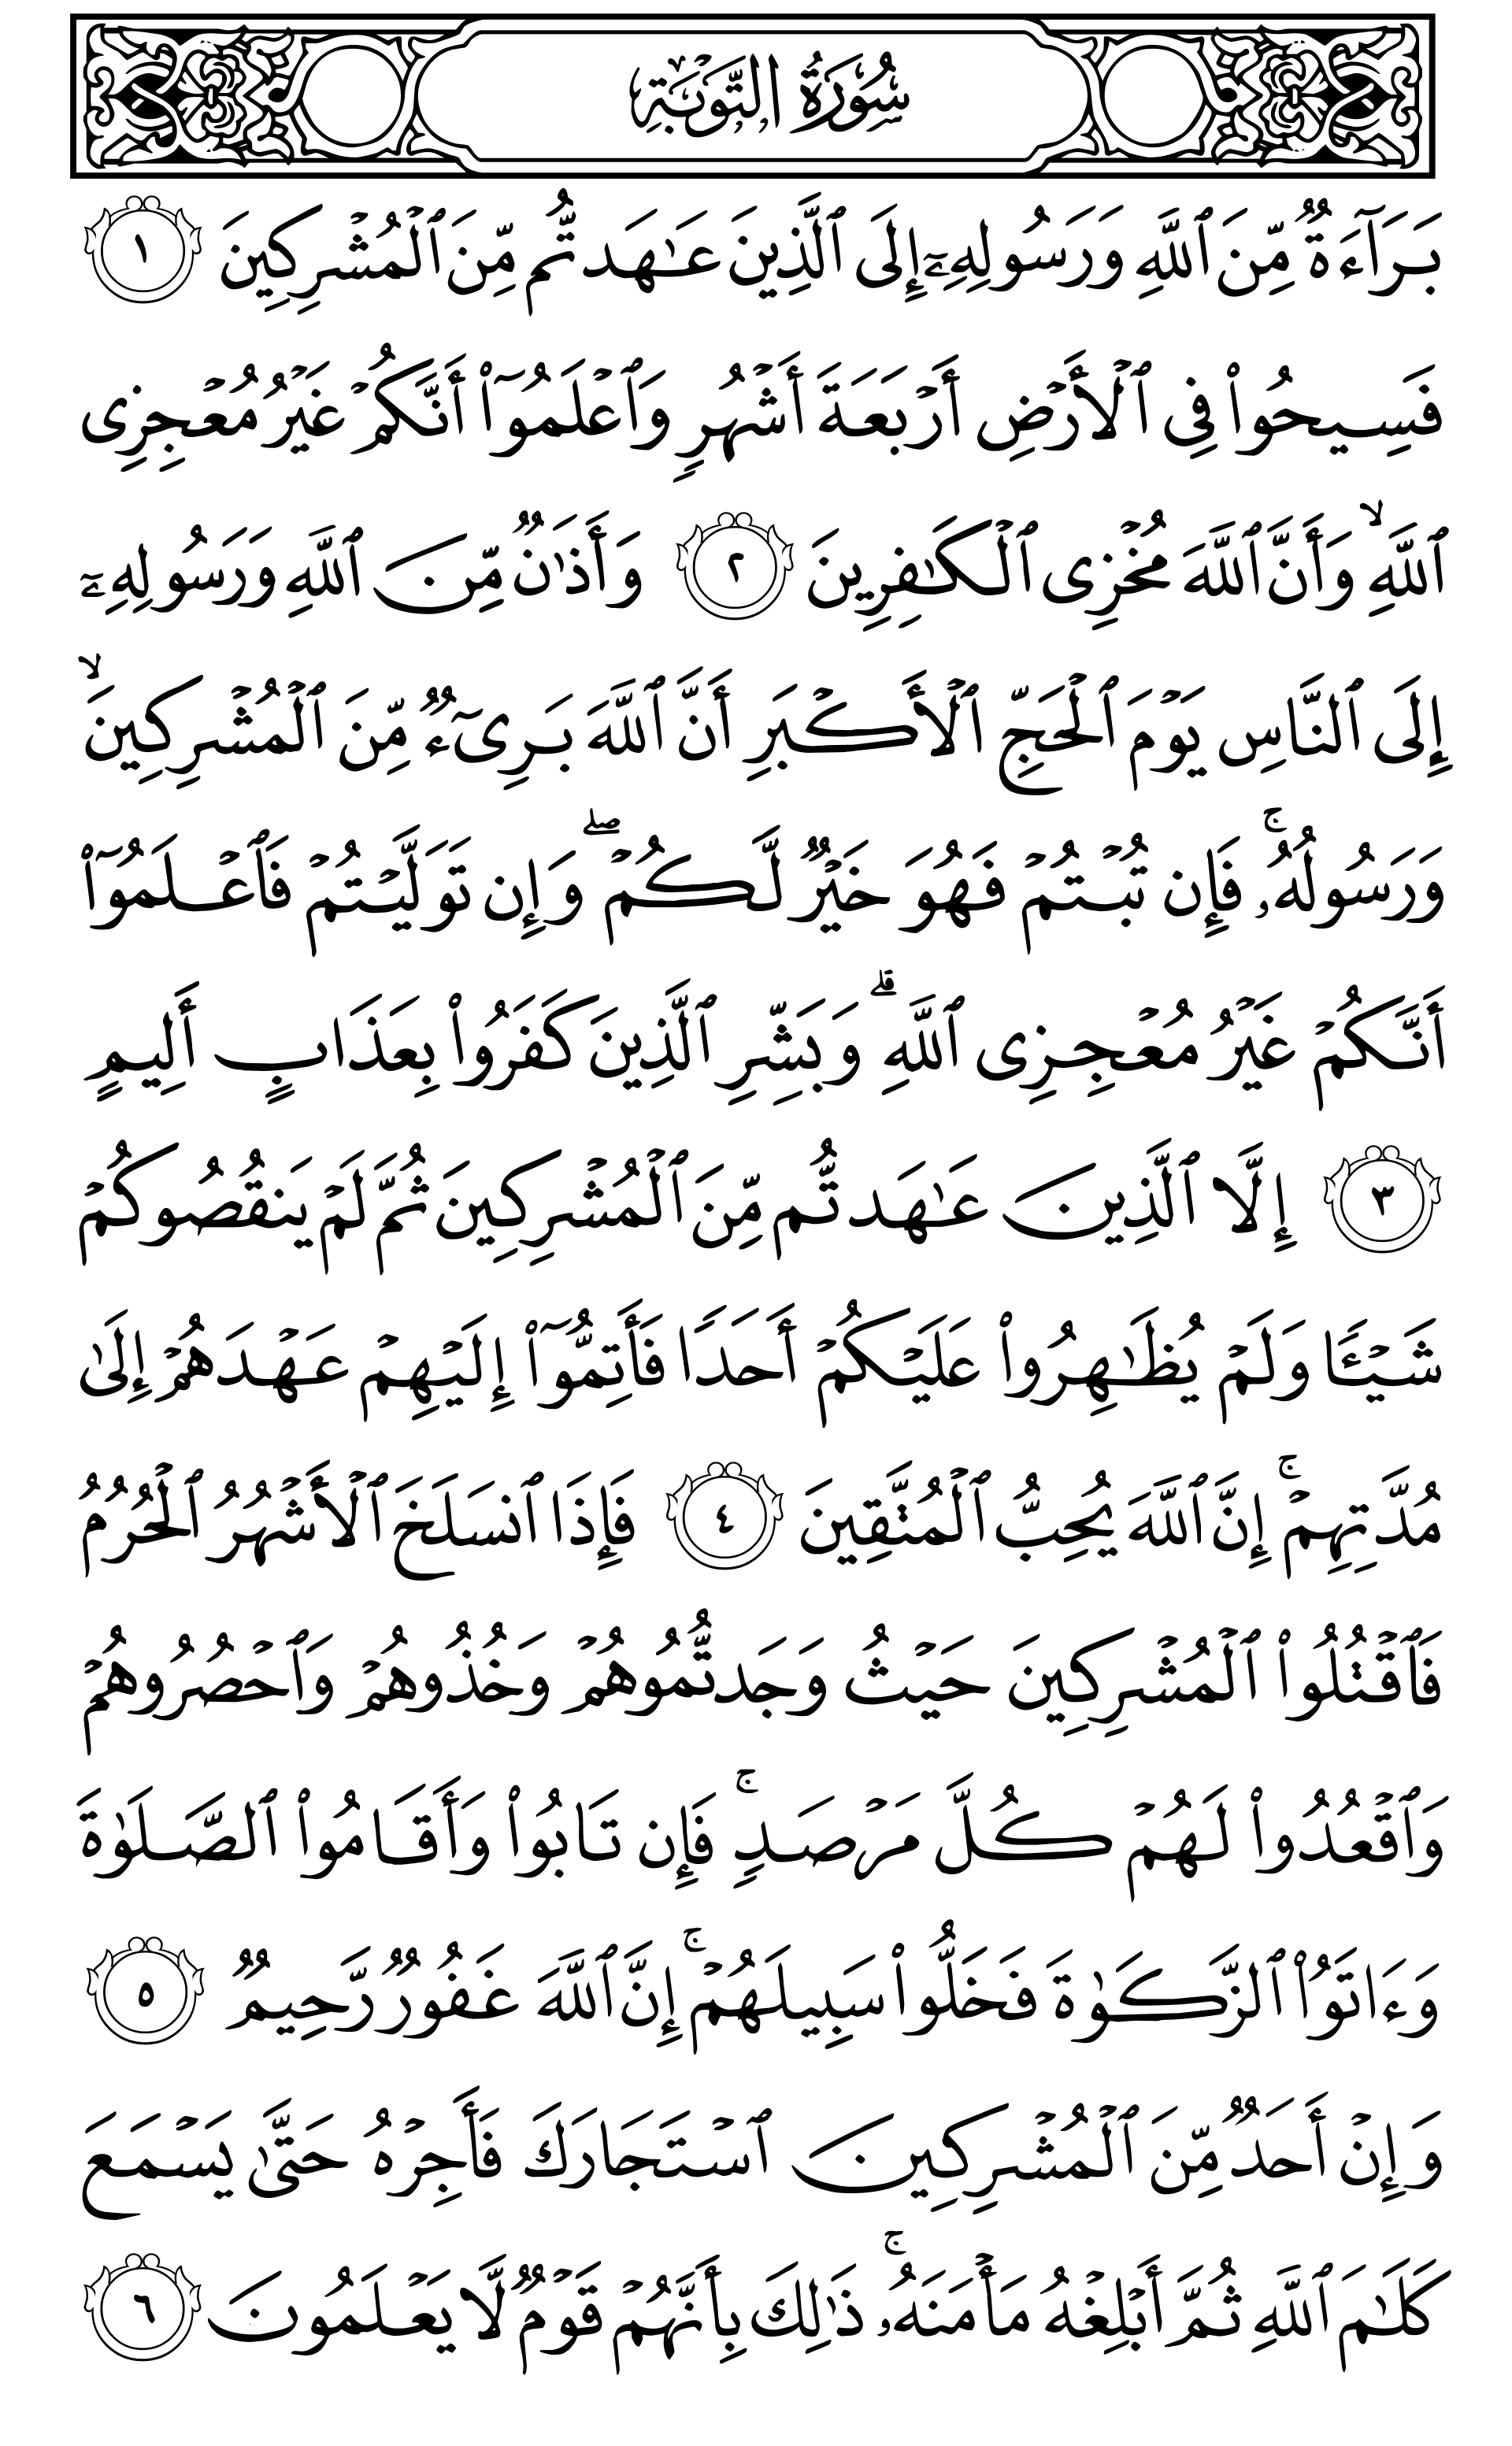 سُورَةُ التَّوۡبَةِ
بَرَآءَةٌ مِّنَ ٱللَّهِ وَرَسُولِهِۦٓ إِلَى ٱلَّذِينَ عَـٰهَدتُّم مِّنَ ٱلۡمُشۡرِكِينَ ١
فَسِيحُواْ فِى ٱلۡأَرۡضِ أَرۡبَعَةَ أَشۡهُرٍ وَٱعۡلَمُوٓاْ أَنَّكُمۡ غَيۡرُ مُعۡجِزِى
ٱللَّهِۙ وَأَنَّ ٱللَّهَ مُخۡزِى ٱلۡكَـٰفِرِينَ ٢ وَأَذَٰنٌ مِّنَ ٱللَّهِ وَرَسُولِهِۦٓ
إِلَى ٱلنَّاسِ يَوۡمَ ٱلۡحَجِّ ٱلۡأَكۡبَرِ أَنَّ ٱللَّهَ بَرِىٓءٌ مِّنَ ٱلۡمُشۡرِكِينَۙ
وَرَسُولُهُۥۚ فَإِن تُبۡتُمۡ فَهُوَ خَيۡرٌ لَّكُمۡۖ وَإِن تَوَلَّيۡتُمۡ فَٱعۡلَمُوٓاْ
أَنَّكُمۡ غَيۡرُ مُعۡجِزِى ٱللَّهِۗ وَبَشِّرِ ٱلَّذِينَ كَفَرُواْ بِعَذَابٍ أَلِيمٍ
٣ إِلَّا ٱلَّذِينَ عَـٰهَدتُّم مِّنَ ٱلۡمُشۡرِكِينَ ثُمَّ لَمۡ يَنقُصُوكُمۡ
شَيۡـًٔا وَلَمۡ يُظَـٰهِرُواْ عَلَيۡكُمۡ أَحَدًا فَأَتِمُّوٓاْ إِلَيۡهِمۡ عَهۡدَهُمۡ إِلَىٰ
مُدَّتِهِمۡۚ إِنَّ ٱللَّهَ يُحِبُّ ٱلۡمُتَّقِينَ ٤ فَإِذَا ٱنسَلَخَ ٱلۡأَشۡهُرُ ٱلۡحُرُمُ
فَٱقۡتُلُواْ ٱلۡمُشۡرِكِينَ حَيۡثُ وَجَدتُّمُوهُمۡ وَخُذُوهُمۡ وَٱحۡصُرُوهُمۡ
وَٱقۡعُدُواْ لَهُمۡ كُلَّ مَرۡصَدٍۚ فَإِن تَابُواْ وَأَقَامُواْ ٱلصَّلَوٰةَ
وَءَاتَوُاْ ٱلزَّكَوٰةَ فَخَلُّواْ سَبِيلَهُمۡۚ إِنَّ ٱللَّهَ غَفُورٌ رَّحِيمٌ ٥
وَإِنۡ أَحَدٌ مِّنَ ٱلۡمُشۡرِكِينَ ٱسۡتَجَارَكَ فَأَجِرۡهُ حَتَّىٰ يَسۡمَعَ
كَلَـٰمَ ٱللَّهِ ثُمَّ أَبۡلِغۡهُ مَأۡمَنَهُۥۚ ذَٰلِكَ بِأَنَّهُمۡ قَوۡمٌ لَّا يَعۡلَمُونَ ٦